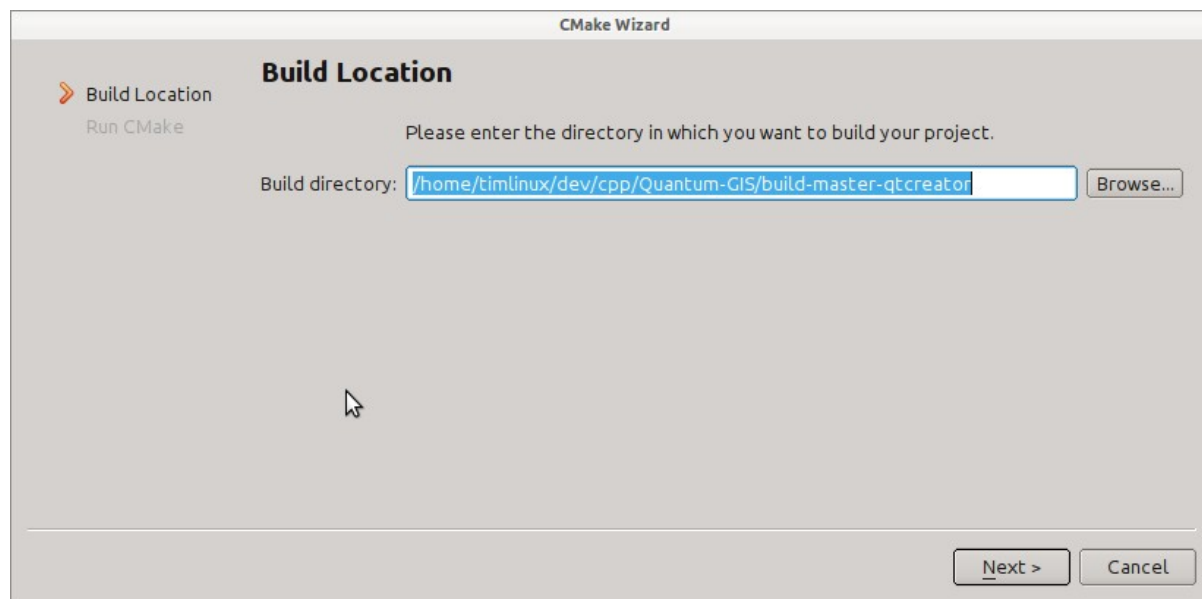 CMake Wizard
Build Location
Run CMake
Build Location
Please enter the directory in which you want to build your project.
Build directory: /home/timlinux/dev/cpp/Quantum-GIS/build-master-qtcreator Browse...
Next > Cancel